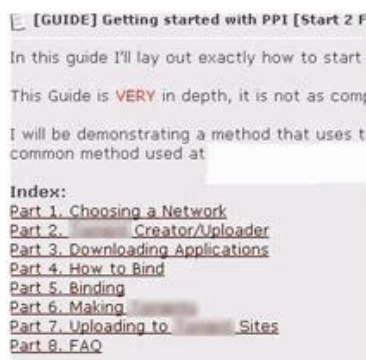 [GUIDE] Getting started with PPI [Start 2 F
In this guide I'll lay out exactly how to start
This Guide is VERY in depth, it is not as comp
I will be demonstrating a method that uses t
common method used at
Index:
Part 1. Choosing a Network
Part 2. Creator/Uploader
Part 3. Downloading Applications
Part 4. How to Bind
Part 5. Binding
Part 6. Making
Part 7. Uploading to Sites
Part 8. FAQ